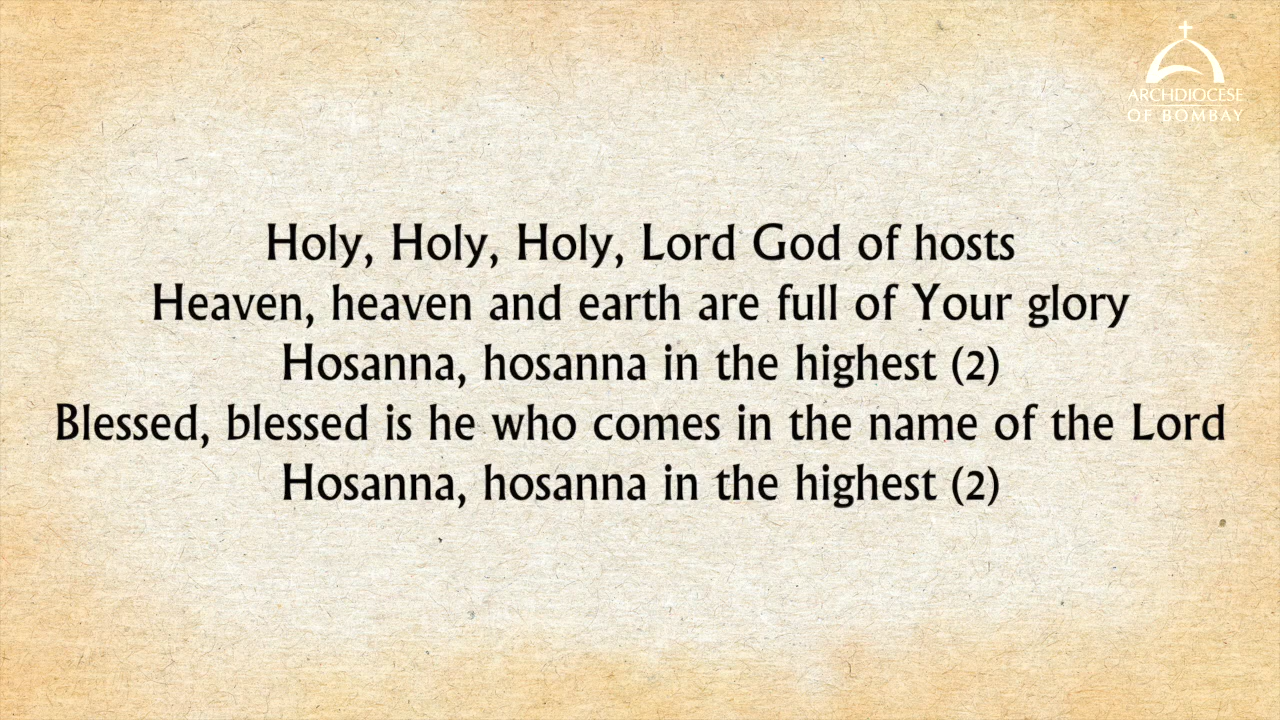 ARCHDIOCESE
OF BOMBAY
Holy, Holy, Holy, Lord God of hosts
Heaven, heaven and earth are full of Your glory
Hosanna, hosanna in the highest (2)
Blessed, blessed is he who comes in the name of the Lord
Hosanna, hosanna in the highest (2)